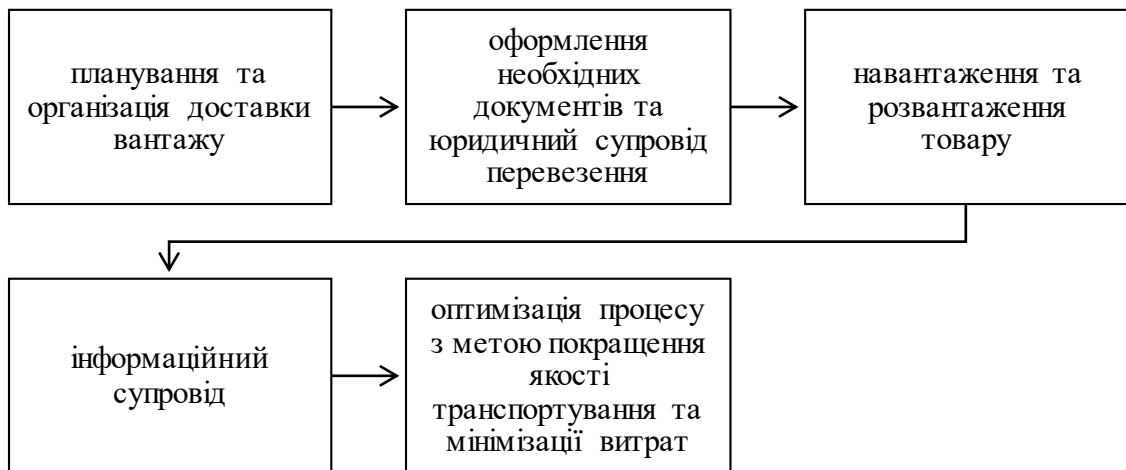 планування та
організація доставки
вантажу
оформлення
необхідних
документів та
юридичний супровід
перевезення
навантаження та
розвантаження
товару
інформаційний
супровід
оптимізація процесу
з метою покращення
якості
транспортування та
мінімізації витрат